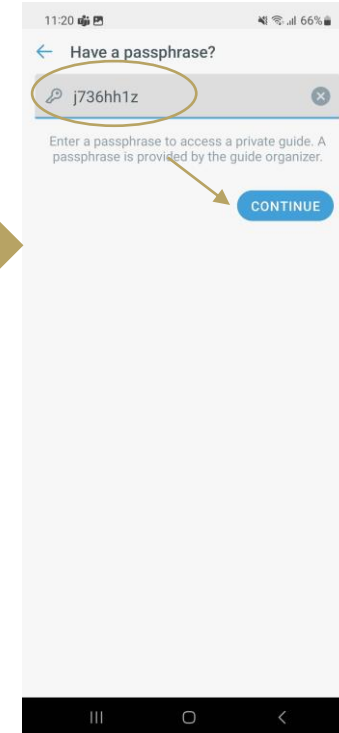 11:20 66%
Have a passphrase?
j736hh1z
Enter a passphrase to access a private guide. A
passphrase is provided by the guide organizer.
CONTINUE